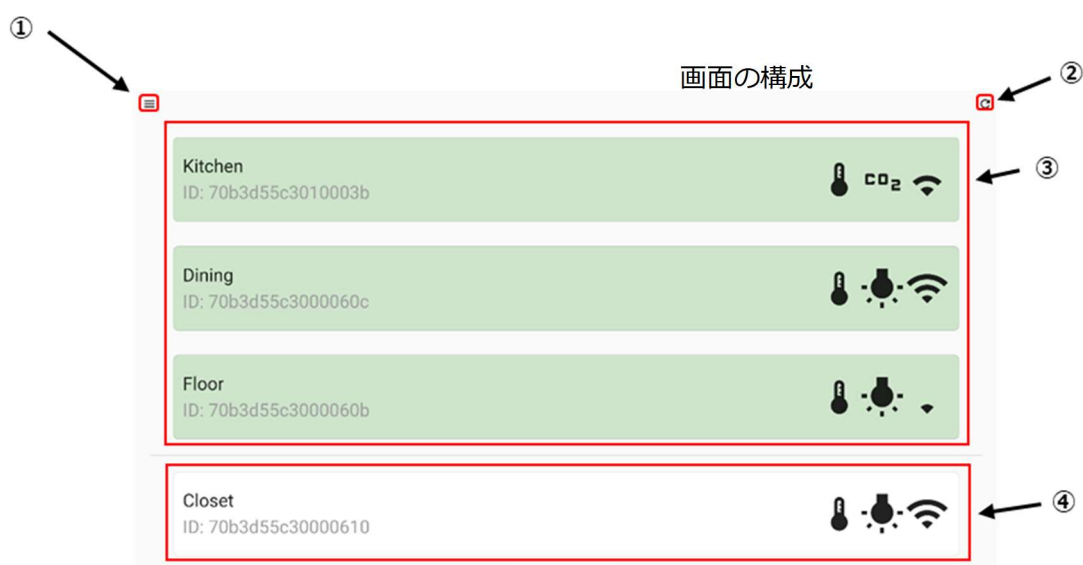 ①
画面の構成
②
Kitchen
ID: 70b3d55c3010003b
CO₂
③
Dining
ID: 70b3d55c3000060c
Floor
ID: 70b3d55c3000060b
Closet
ID: 70b3d55c30000610
④